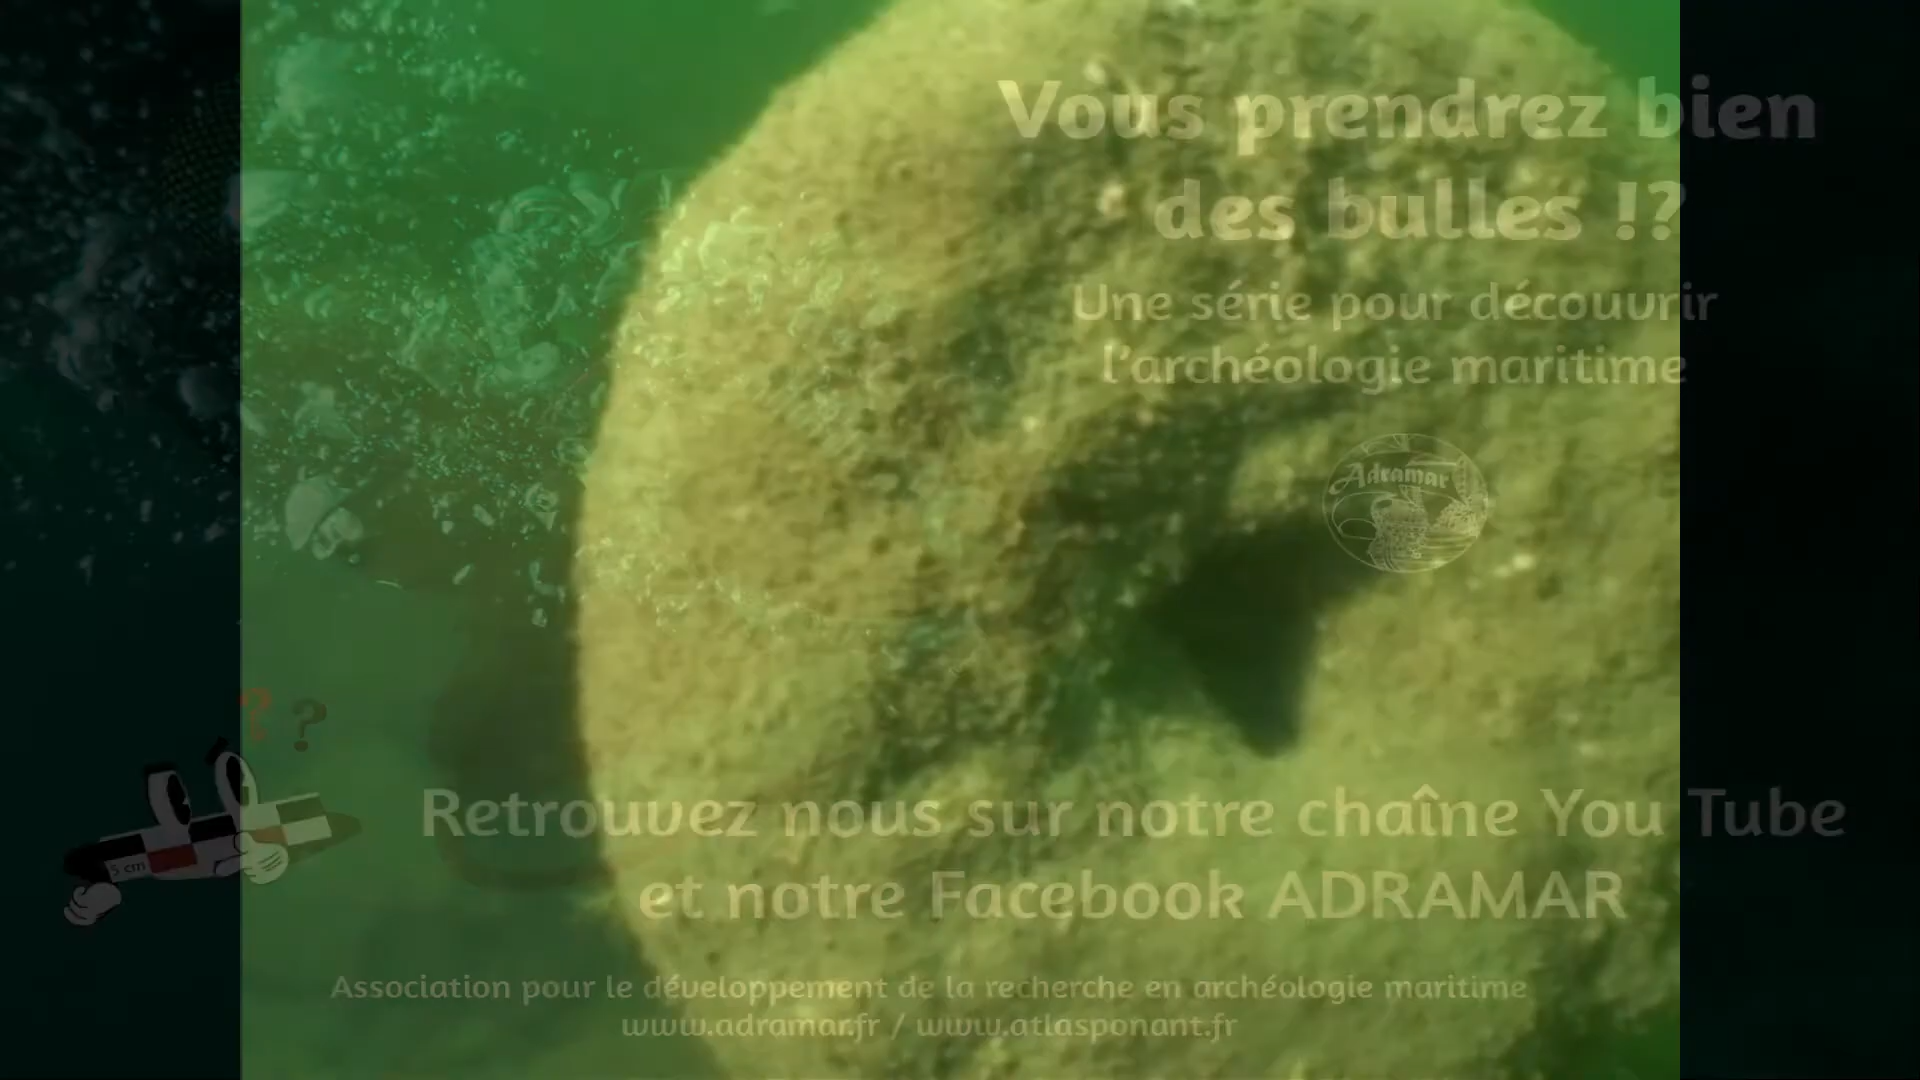 Vous prendrez bien
des bulles !?
Une série pour découvrir
l'archéologie maritime
Adramar
? ?
5 cm
Retrouvez nous sur notre chaîne You Tube
et notre Facebook ADRAMAR
Association pour le développement de la recherche en archéologie maritime
www.adramar.fr / www.atlasponant.fr